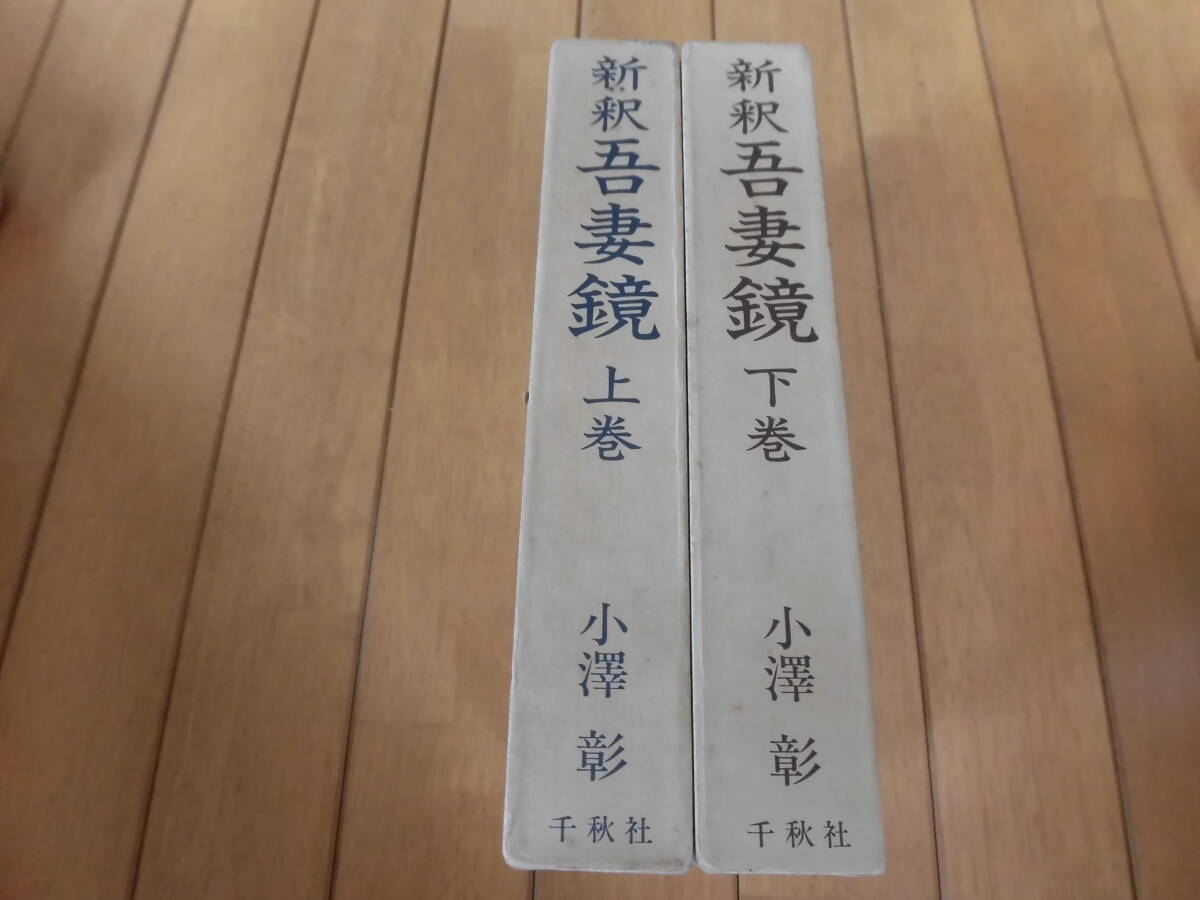 新釈吾妻鏡 上巻
小澤 彰
千秋社
新釈吾妻鏡 下巻
小澤 彰
千秋社